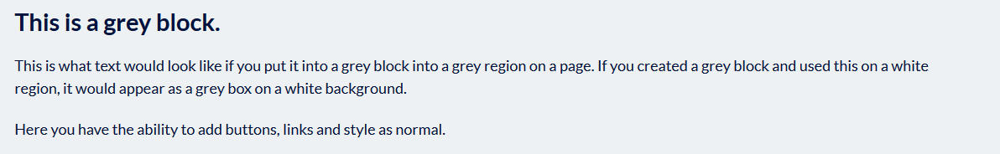 This is a grey block.
This is what text would look like if you put it into a grey block into a grey region on a page. If you created a grey block and used this on a white
region, it would appear as a grey box on a white background.
Here you have the ability to add buttons, links and style as normal.